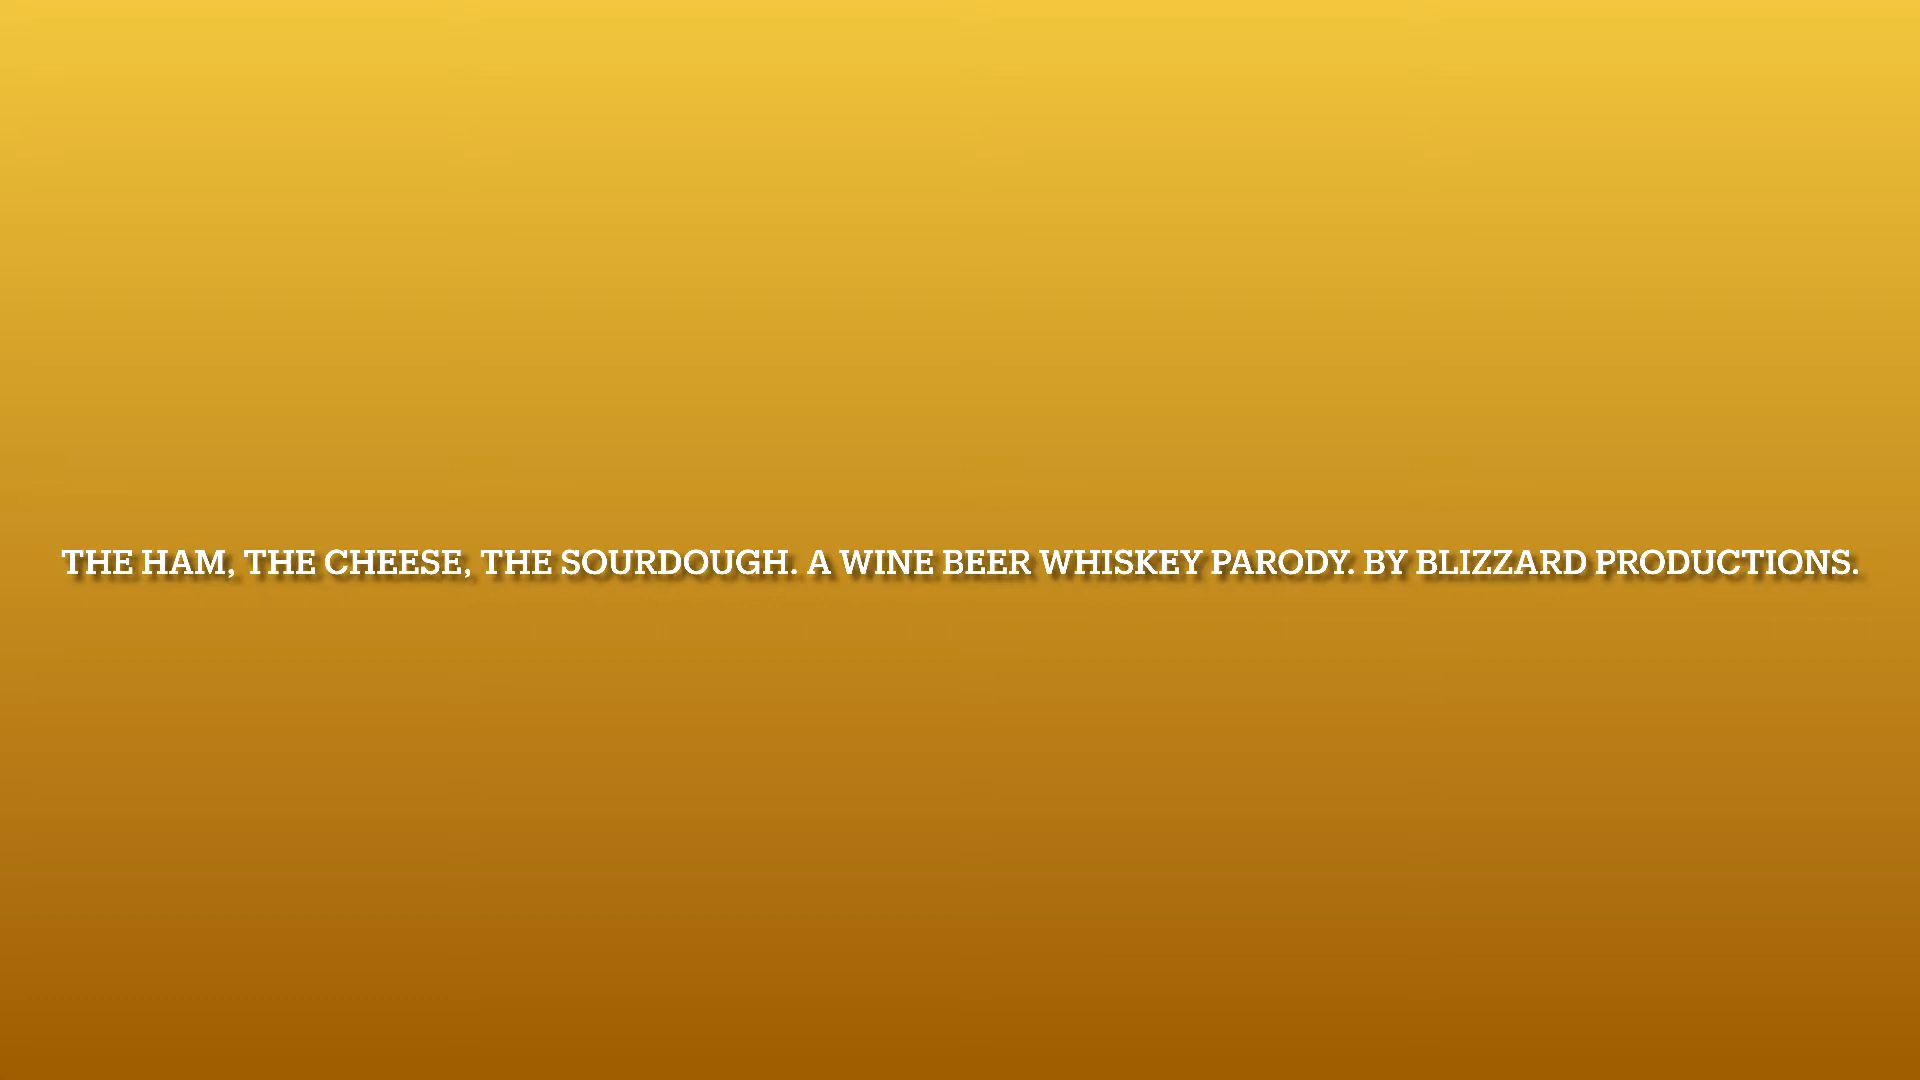 THE HAM, THE CHEESE, THE SOURDOUGH. A WINE BEER WHISKEY PARODY. BY BLIZZARD PRODUCTIONS.